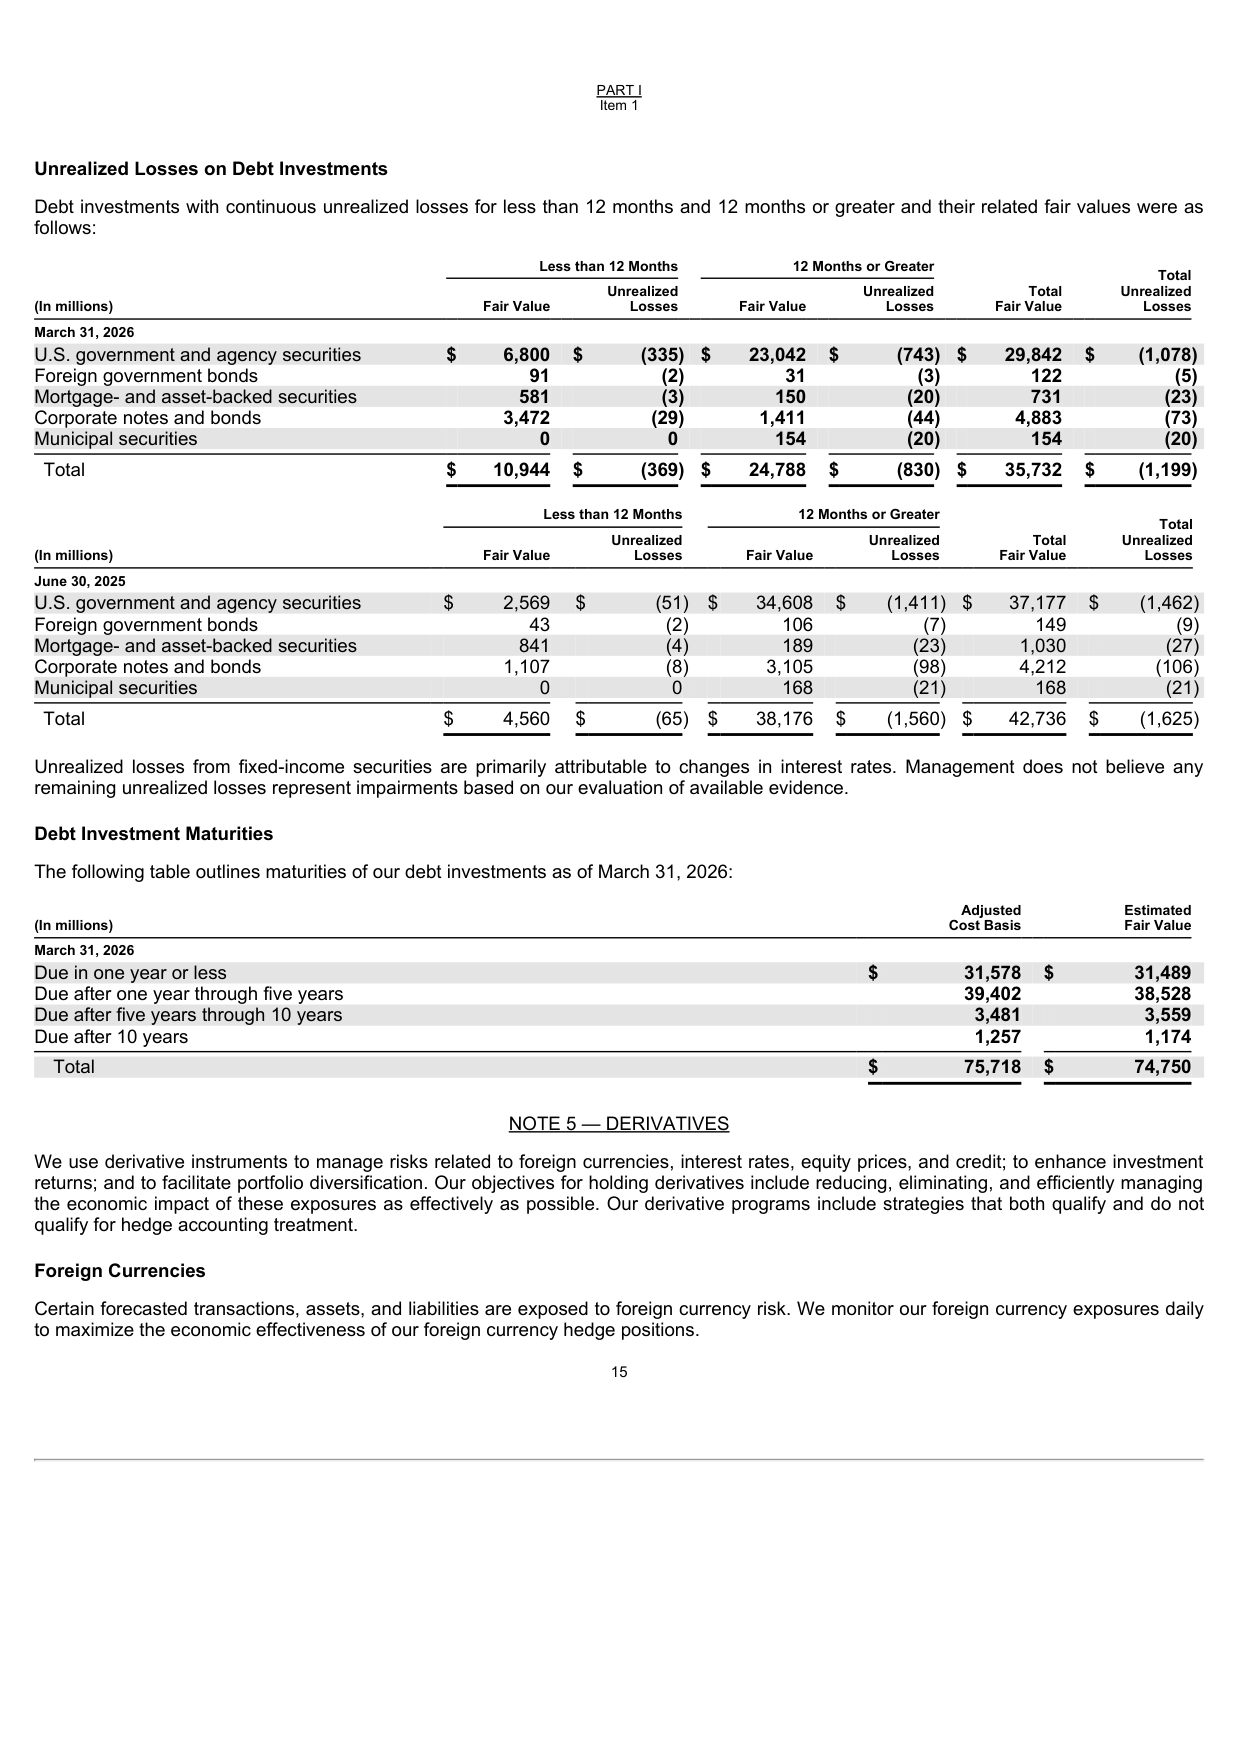 PART I
Item 1
Unrealized Losses on Debt Investments
Debt investments with continuous unrealized losses for less than 12 months and 12 months or greater and their related fair values were as
follows:
Less than 12 Months 12 Months or Greater Total
Unrealized Unrealized Total Unrealized
(In millions) Fair Value Losses Fair Value Losses Fair Value Losses
March 31, 2026
U.S. government and agency securities $ 6,800 $ (335) $ 23,042 $ (743) $ 29,842 $ (1,078)
Foreign government bonds 91 (2) 31 (3) 122 (5)
Mortgage- and asset-backed securities 581 (3) 150 (20) 731 (23)
Corporate notes and bonds 3,472 (29) 1,411 (44) 4,883 (73)
Municipal securities 0 0 154 (20) 154 (20)
Total $ 10,944 $ (369) $ 24,788 $ (830) $ 35,732 $ (1,199)
Less than 12 Months 12 Months or Greater Total
Unrealized Unrealized Total Unrealized
(In millions) Fair Value Losses Fair Value Losses Fair Value Losses
June 30, 2025
U.S. government and agency securities $ 2,569 $ (51) $ 34,608 $ (1,411) $ 37,177 $ (1,462)
Foreign government bonds 43 (2) 106 (7) 149 (9)
Mortgage- and asset-backed securities 841 (4) 189 (23) 1,030 (27)
Corporate notes and bonds 1,107 (8) 3,105 (98) 4,212 (106)
Municipal securities 0 0 168 (21) 168 (21)
Total $ 4,560 $ (65) $ 38,176 $ (1,560) $ 42,736 $ (1,625)
Unrealized losses from fixed-income securities are primarily attributable to changes in interest rates. Management does not believe any
remaining unrealized losses represent impairments based on our evaluation of available evidence.
Debt Investment Maturities
The following table outlines maturities of our debt investments as of March 31, 2026:
Adjusted Estimated
(In millions) Cost Basis Fair Value
March 31, 2026
Due in one year or less $ 31,578 $ 31,489
Due after one year through five years 39,402 38,528
Due after five years through 10 years 3,481 3,559
Due after 10 years 1,257 1,174
Total $ 75,718 $ 74,750
NOTE 5 — DERIVATIVES
We use derivative instruments to manage risks related to foreign currencies, interest rates, equity prices, and credit; to enhance investment
returns; and to facilitate portfolio diversification. Our objectives for holding derivatives include reducing, eliminating, and efficiently managing
the economic impact of these exposures as effectively as possible. Our derivative programs include strategies that both qualify and do not
qualify for hedge accounting treatment.
Foreign Currencies
Certain forecasted transactions, assets, and liabilities are exposed to foreign currency risk. We monitor our foreign currency exposures daily
to maximize the economic effectiveness of our foreign currency hedge positions.
15